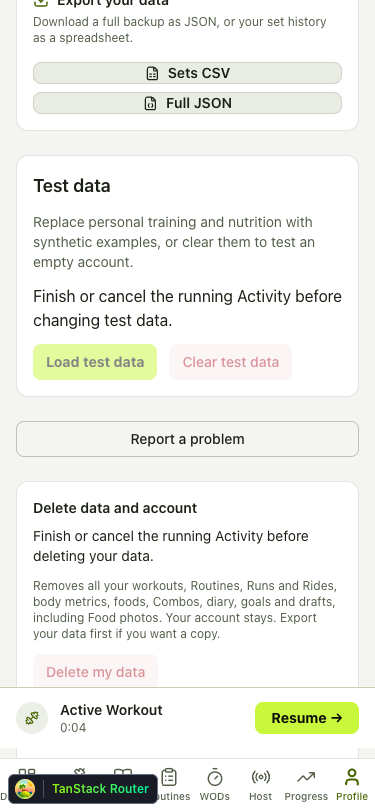 Export your data
Download a full backup as JSON, or your set history
as a spreadsheet.
Sets CSV
Full JSON
Test data
Replace personal training and nutrition with
synthetic examples, or clear them to test an
empty account.
Finish or cancel the running Activity before
changing test data.
Load test data
Clear test data
Report a problem
Delete data and account
Finish or cancel the running Activity before
deleting your data.
Removes all your workouts, Routines, Runs and Rides,
body metrics, foods, Combos, diary, goals and drafts,
including Food photos. Your account stays. Export
your data first if you want a copy.
Delete my data
Active Workout
0:04
Resume →
TanStack Router
WODs
Host
Progress
Profile